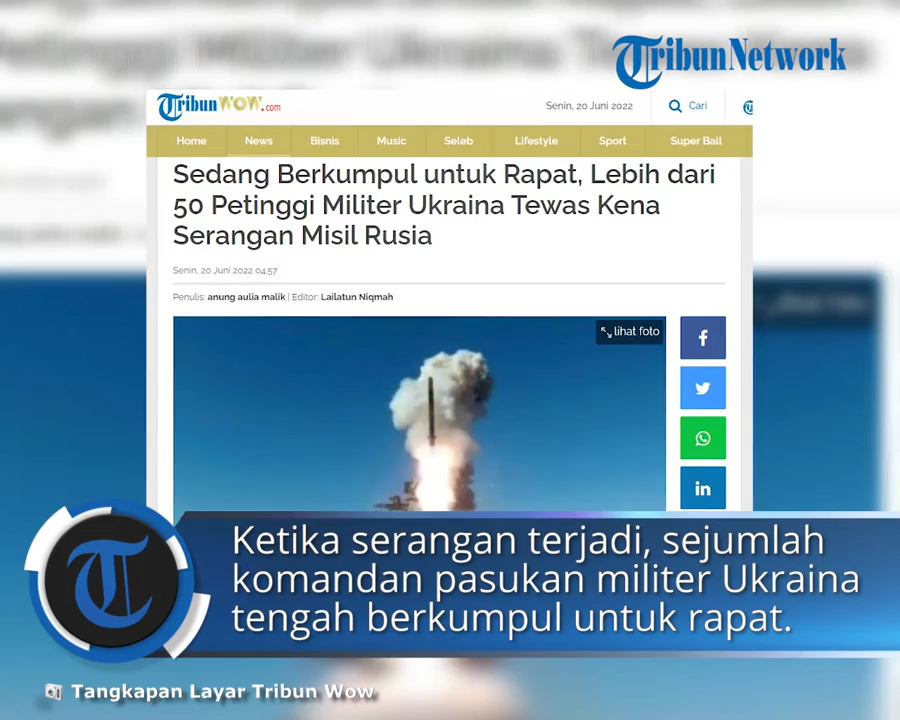 Tribun Network
TribunWOW.com
Senin, 20 Juni 2022
Cari
Home News Bisnis Music Seleb Lifestyle Sport Super Ball
Sedang Berkumpul untuk Rapat, Lebih dari
50 Petinggi Militer Ukraina Tewas Kena
Serangan Misil Rusia
Senin, 20 Juni 2022 04:57
Penulis: anung aulia malik | Editor: Lailatun Niqmah
lihat foto
Ketika serangan terjadi, sejumlah
komandan pasukan militer Ukraina
tengah berkumpul untuk rapat.
Tangkapan Layar Tribun Wow